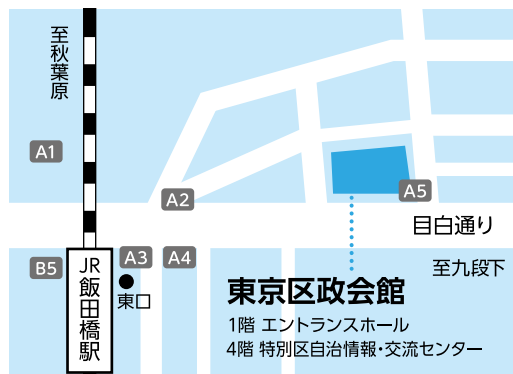 至秋葉原
A1
A2
A5
目白通り
至九段下
B5
JR飯田橋駅
A3
A4
東口
東京区政会館
1階 エントランスホール
4階 特別区自治情報・交流センター